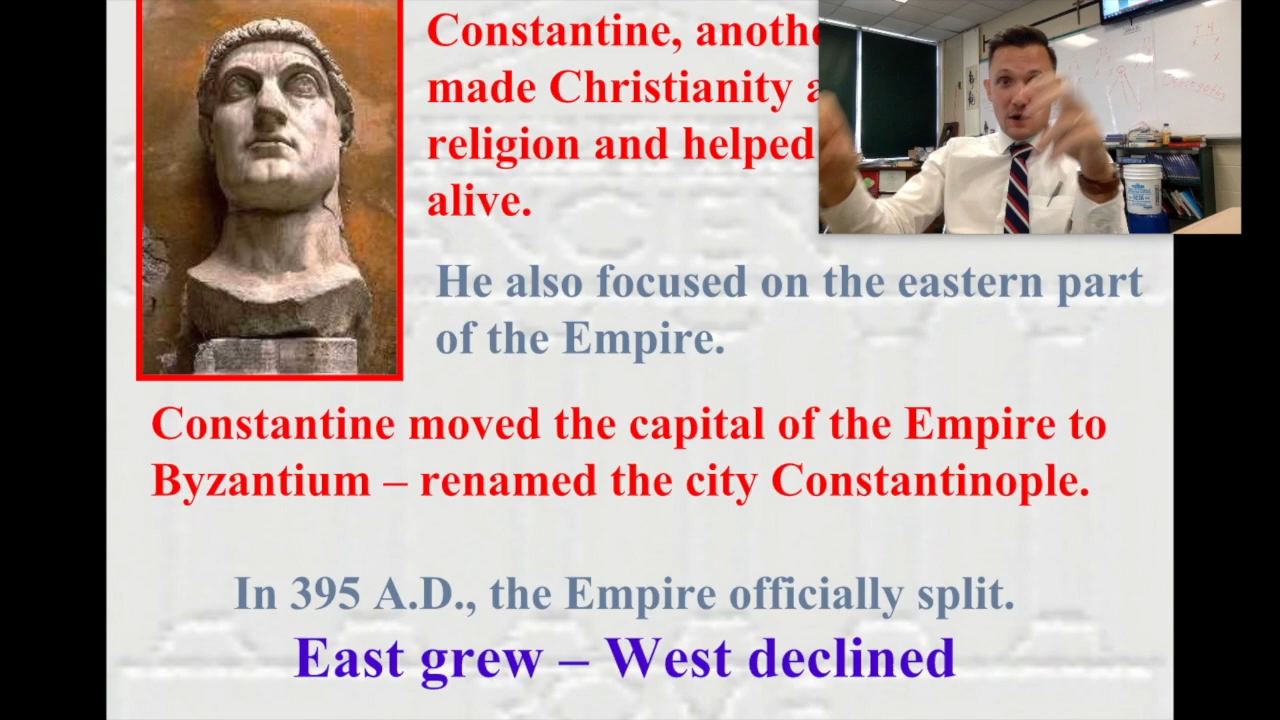 Constantine, anothe
made Christianity a
religion and helped
alive.
He also focused on the eastern part
of the Empire.
Constantine moved the capital of the Empire to
Byzantium – renamed the city Constantinople.
In 395 A.D., the Empire officially split.
East grew – West declined